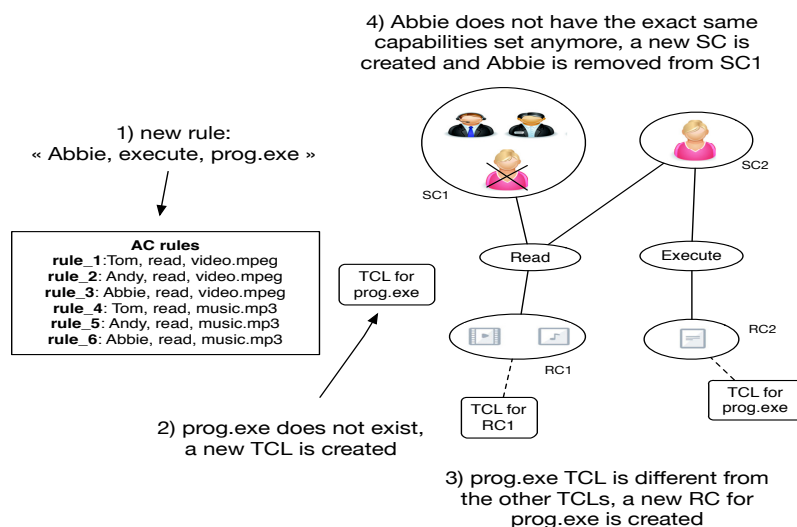 4) Abbie does not have the exact same
capabilities set anymore, a new SC is
created and Abbie is removed from SC1
1) new rule:
« Abbie, execute, prog.exe »
SC1
SC2
AC rules
rule_1:Tom, read, video.mpeg
rule_2: Andy, read, video.mpeg
rule_3: Abbie, read, video.mpeg
rule_4: Tom, read, music.mp3
rule_5: Andy, read, music.mp3
rule_6: Abbie, read, music.mp3
TCL for
prog.exe
Read
Execute
RC1
RC2
TCL for
RC1
TCL for
prog.exe
2) prog.exe does not exist,
a new TCL is created
3) prog.exe TCL is different from
the other TCLs, a new RC for
prog.exe is created